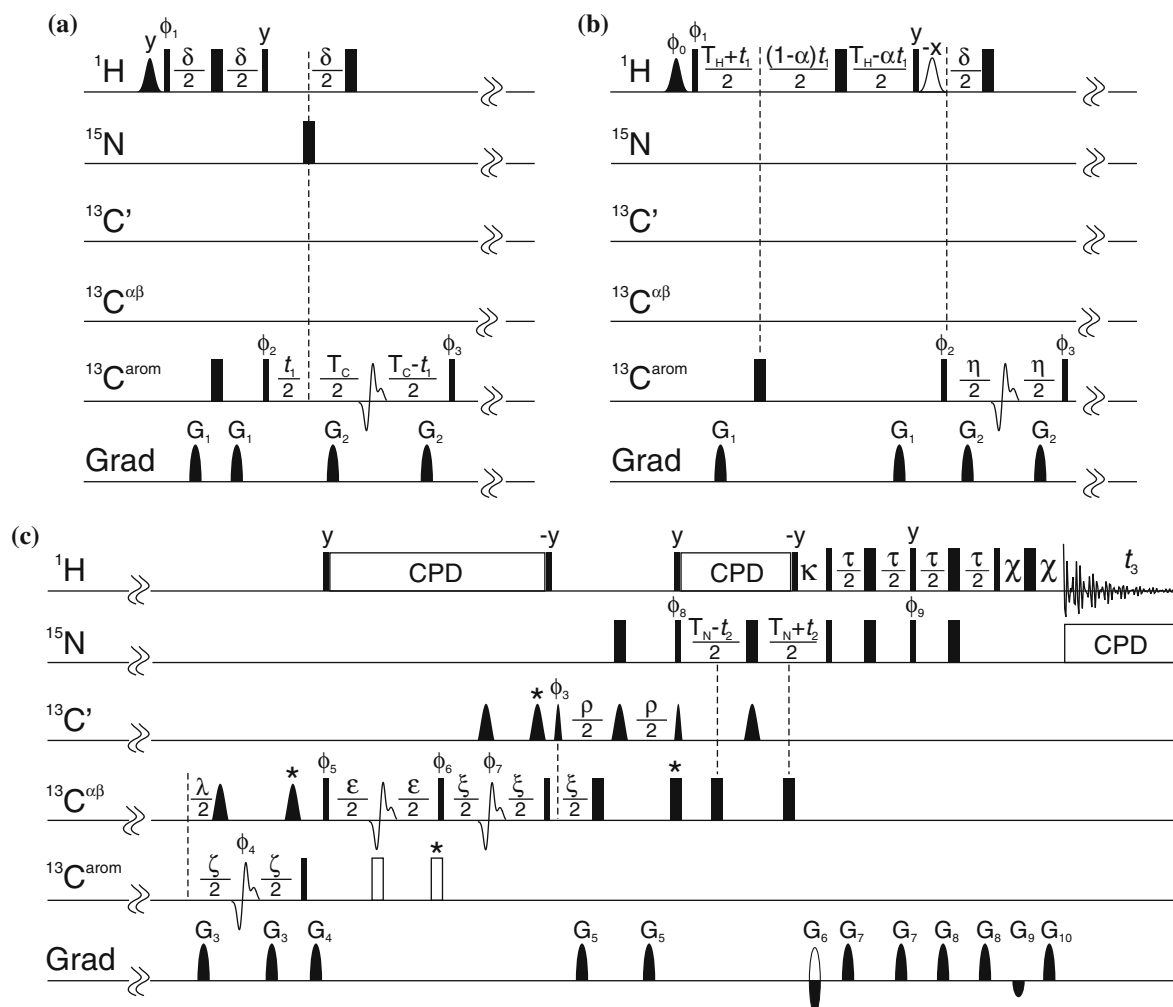 (a)
y ϕ1 δ/2 δ/2 y δ/2
1H
15N
13C'
13Cαβ
ϕ2 ϕ3
13Carom t1/2 TC/2 TC-t1/2
G1 G1 G2 G2
Grad
(b)
ϕ0 ϕ1 TH+t1/2 (1-α)t1/2 TH-αt1/2 y -x δ/2
1H
15N
13C'
13Cαβ
ϕ2 ϕ3
13Carom η/2 η/2
G1 G1 G2 G2
Grad
(c)
y -y y -y y
1H CPD CPD κ τ/2 τ/2 τ/2 τ/2 χ χ t3
ϕ8 ϕ9
15N TN-t2/2 TN+t2/2 CPD
* ϕ3
13C' ρ/2 ρ/2
* ϕ5 ϕ6 ϕ7 *
13Cαβ λ/2 ε/2 ε/2 ξ/2 ξ/2 ξ/2
ϕ4 *
13Carom ζ/2 ζ/2
G3 G3 G4 G5 G5 G6 G7 G7 G8 G8 G9 G10
Grad